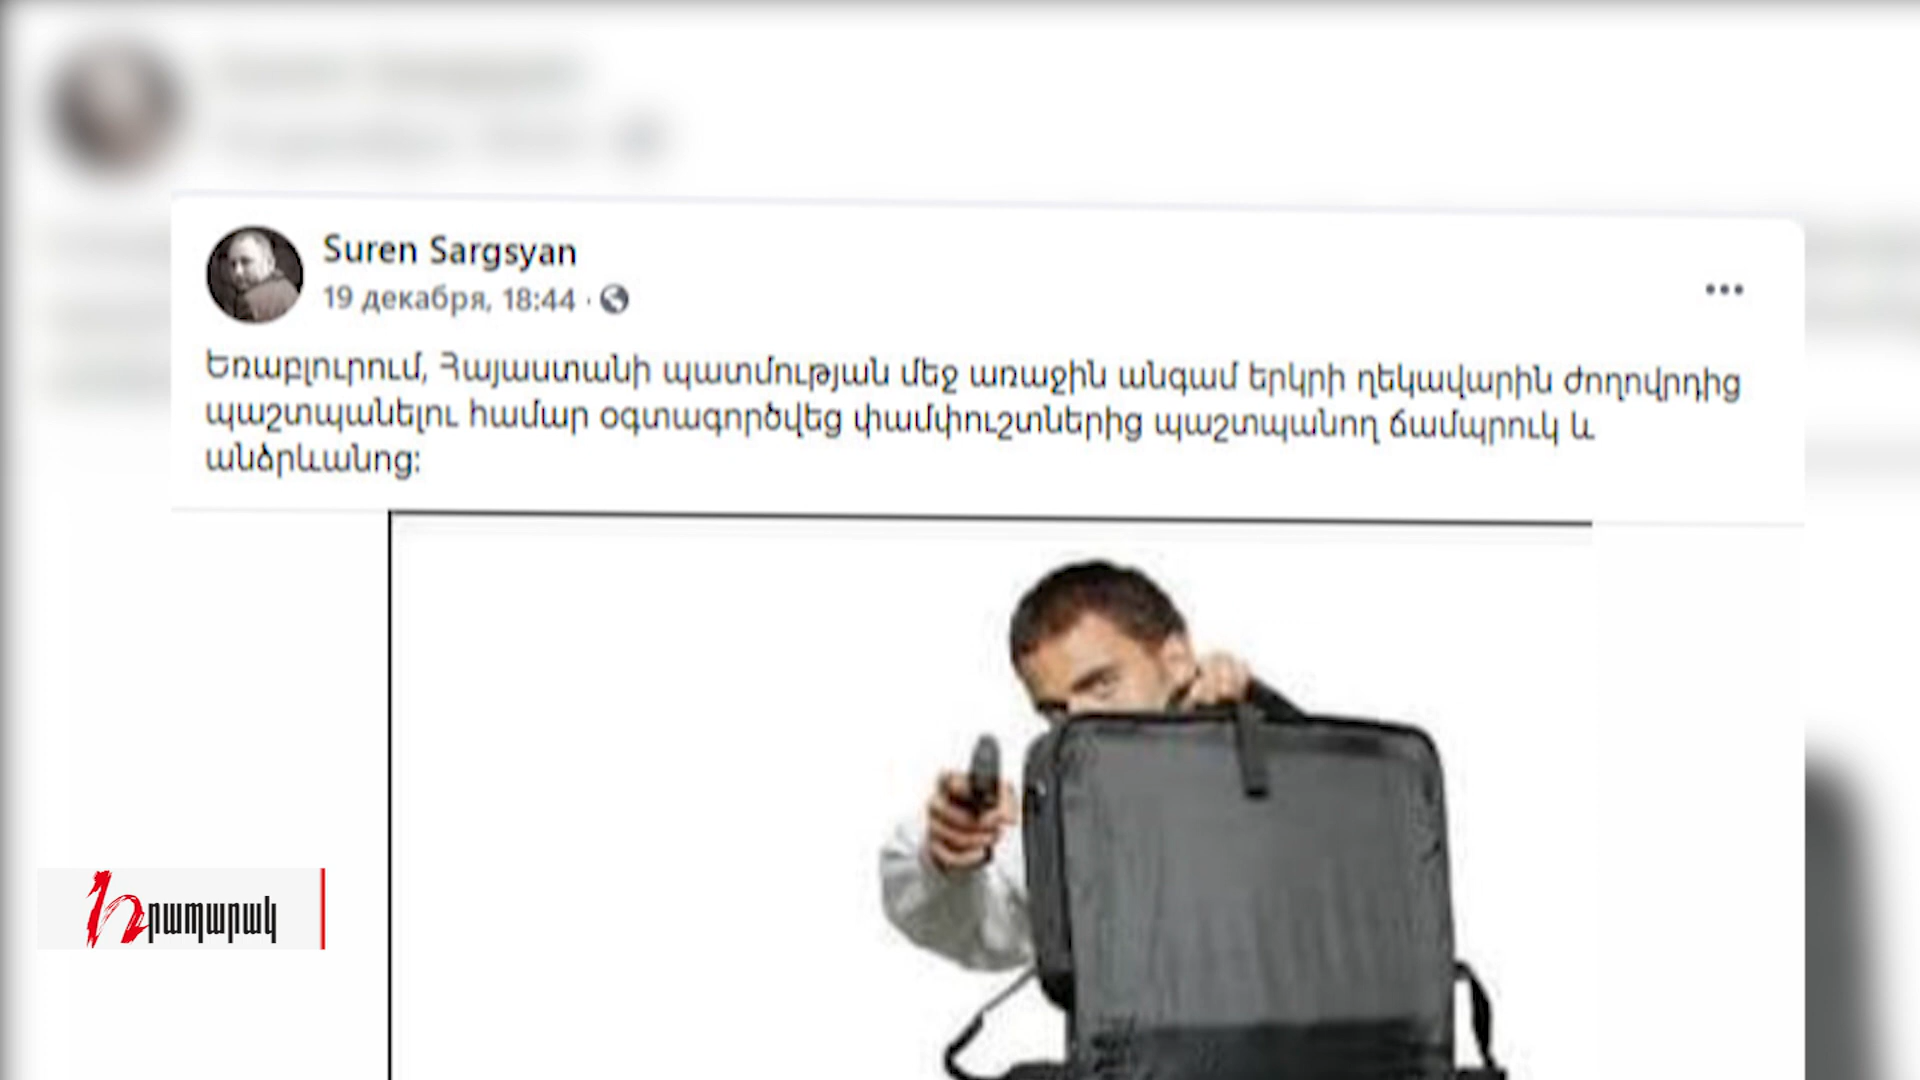 Suren Sargsyan
19 декабря, 18:44 ·
Եռաբլուրում, Հայաստանի պատմության մեջ առաջին անգամ երկրի ղեկավարին ժողովրդից
պաշտպանելու համար օգտագործվեց փամփուշտներից պաշտպանող ճամպրուկ և
անձրևանոց:
Հրապարակ